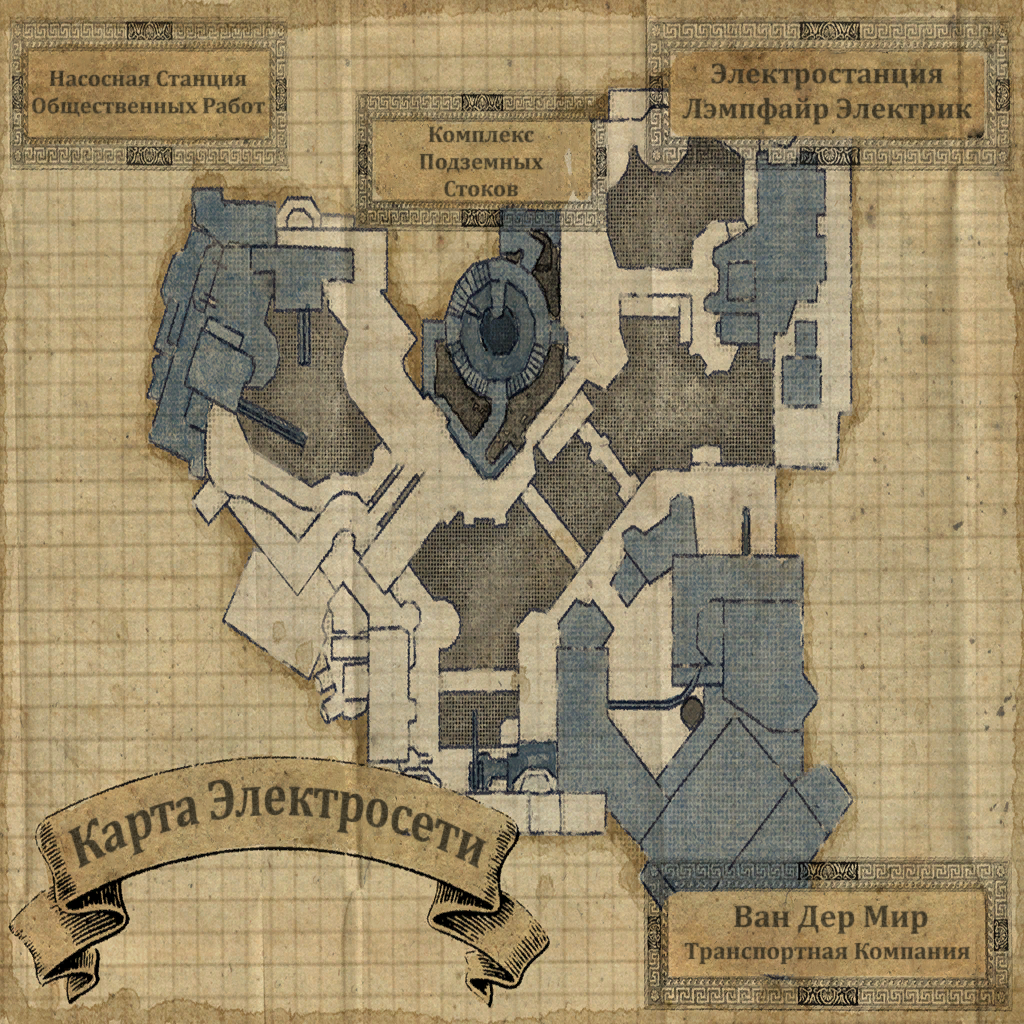 Насосная Станция
Общественных Работ
Электростанция
Лэмпфайр Электрик
Комплекс
Подземных
Стоков
Карта Электросети
Ван Дер Мир
Транспортная Компания